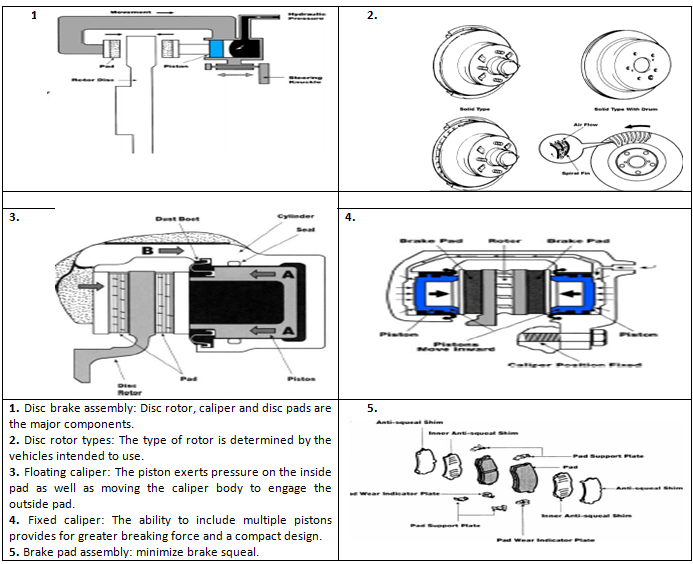 1
Movement
Hydraulic
Pressure
Pad
Piston
Rotor Disc
Steering
Knuckle
2.
Solid Type
Solid Type With Drum
Air Flow
Spiral Fin
3.
Dust Boot
Cylinder
Seal
B
A
A
Disc
Rotor
Pad
Piston
4.
Brake Pad
Rotor
Brake Pad
Piston
Piston
Pistons
Move Inward
Caliper Position Fixed
1. Disc brake assembly: Disc rotor, caliper and disc pads are
the major components.
2. Disc rotor types: The type of rotor is determined by the
vehicles intended to use.
3. Floating caliper: The piston exerts pressure on the inside
pad as well as moving the caliper body to engage the
outside pad.
4. Fixed caliper: The ability to include multiple pistons
provides for greater breaking force and a compact design.
5. Brake pad assembly: minimize brake squeal.
5.
Anti-squeal Shim
Inner Anti-squeal Shim
Pad Support Plate
Pad
Anti-squeal Shim
d Wear Indicator Plate
Inner Anti-squeal Shim
Pad Support Plate
Pad Wear Indicator Plate